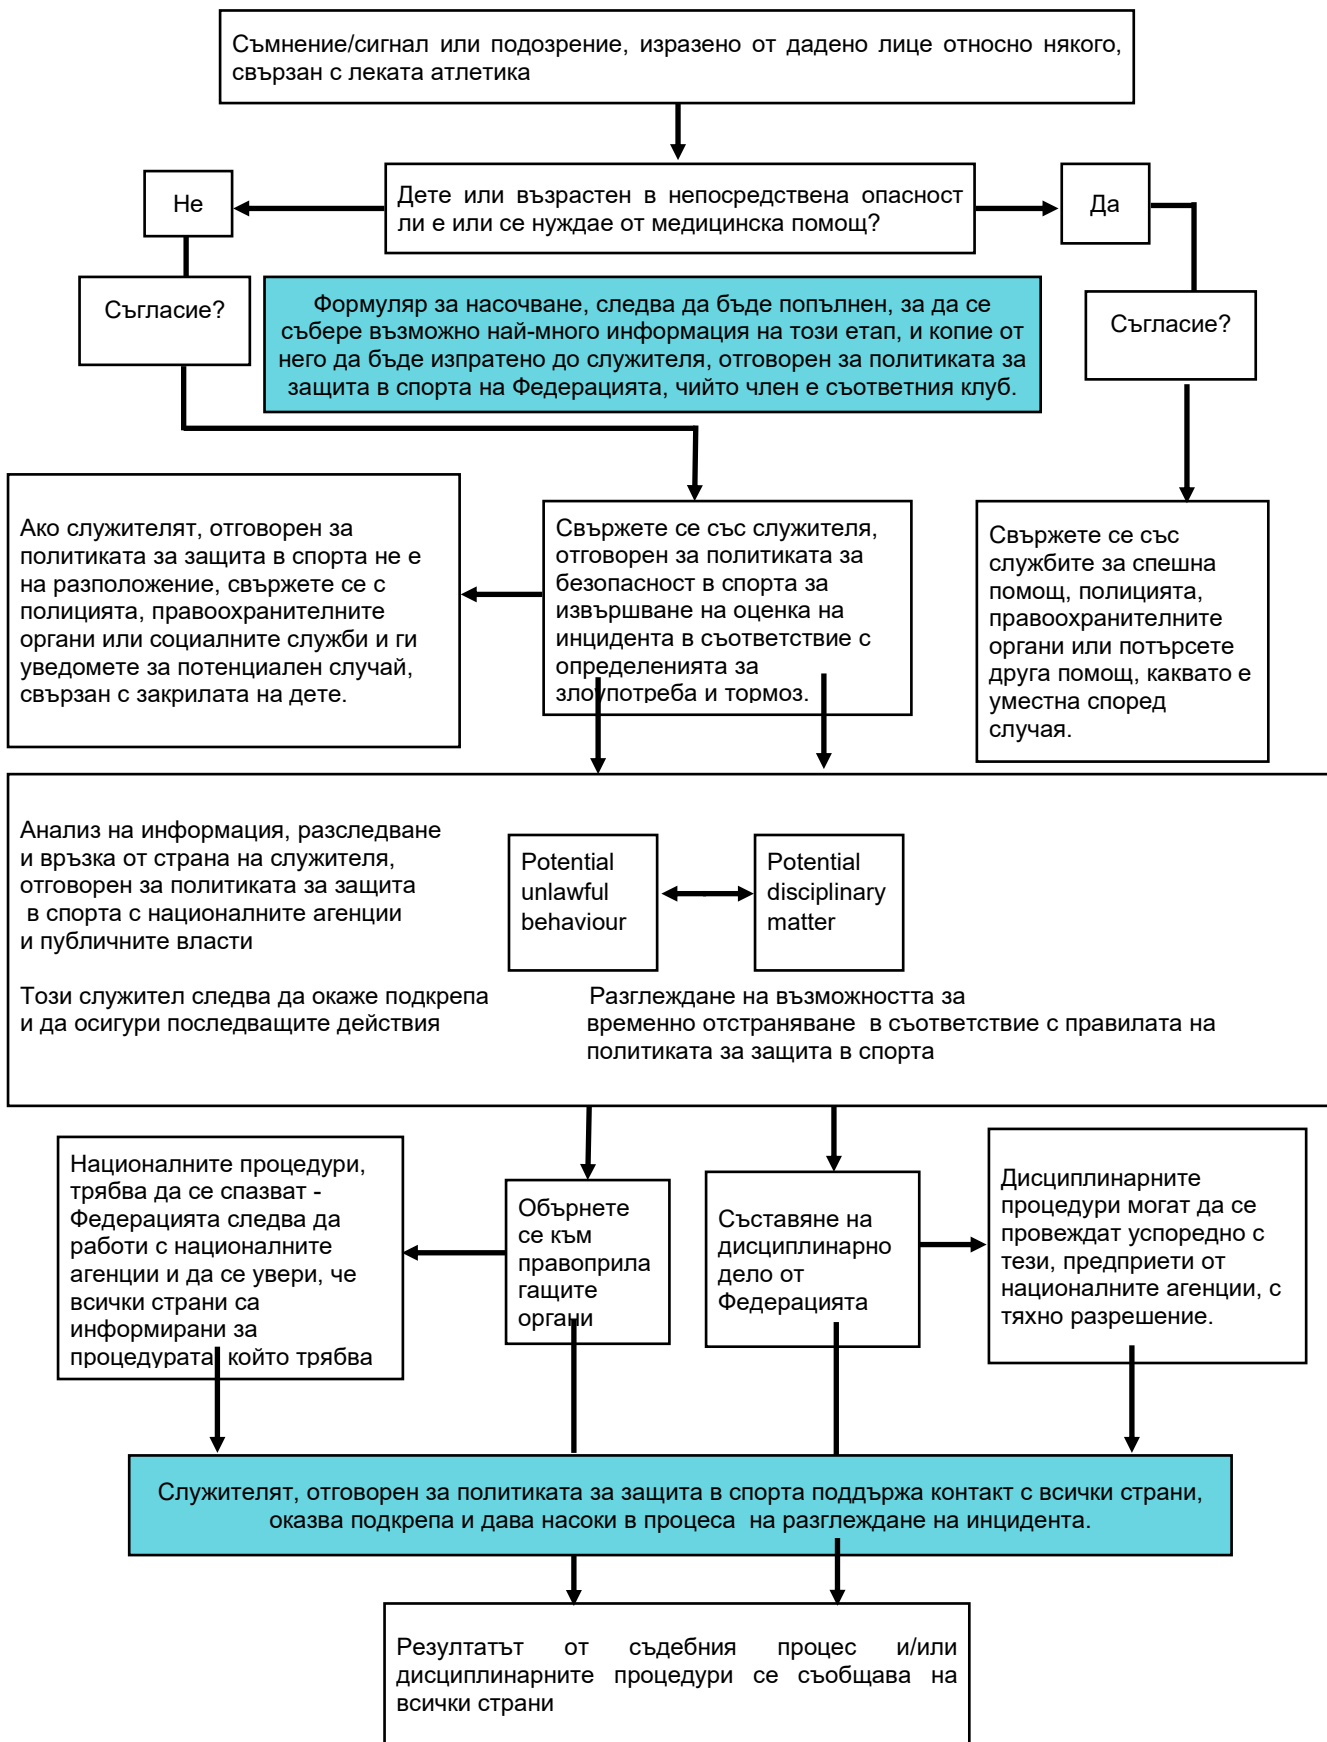 Съмнение/сигнал или подозрение, изразено от дадено лице относно някого,
свързан с леката атлетика
Не
Дете или възрастен в непосредствена опасност
ли е или се нуждае от медицинска помощ?
Да
Съгласие?
Формуляр за насочване, следва да бъде попълнен, за да се
събере възможно най-много информация на този етап, и копие от
него да бъде изпратено до служителя, отговорен за политиката за
защита в спорта на Федерацията, чийто член е съответния клуб.
Съгласие?
Ако служителят, отговорен за
политиката за защита в спорта не е
на разположение, свържете се с
полицията, правоохранителните
органи или социалните служби и ги
уведомете за потенциален случай,
свързан с закрилата на дете.
Свържете се със служителя,
отговорен за политиката за
безопасност в спорта за
извършване на оценка на
инцидента в съответствие с
определенията за
злоупотреба и тормоз.
Свържете се със
службите за спешна
помощ, полицията,
правоохранителните
органи или потърсете
друга помощ, каквато е
уместна според
случая.
Анализ на информация, разследване
и връзка от страна на служителя,
отговорен за политиката за защита
в спорта с националните агенции
и публичните власти
Potential
unlawful
behaviour
Potential
disciplinary
matter
Този служител следва да окаже подкрепа
и да осигури последващите действия
Разглеждане на възможността за
временно отстраняване в съответствие с правилата на
политиката за защита в спорта
Националните процедури,
трябва да се спазват -
Федерацията следва да
работи с националните
агенции и да се увери, че
всички страни са
информирани за
процедурата, който трябва
Обърнете
се към
правоприла
гащите
органи
Съставяне на
дисциплинарно
дело от
Федерацията
Дисциплинарните
процедури могат да се
провеждат успоредно с
тези, предприети от
националните агенции, с
тяхно разрешение.
Служителят, отговорен за политиката за защита в спорта поддържа контакт с всички страни,
оказва подкрепа и дава насоки в процеса на разглеждане на инцидента.
Резултатът от съдебния процес и/или
дисциплинарните процедури се съобщава на
всички страни